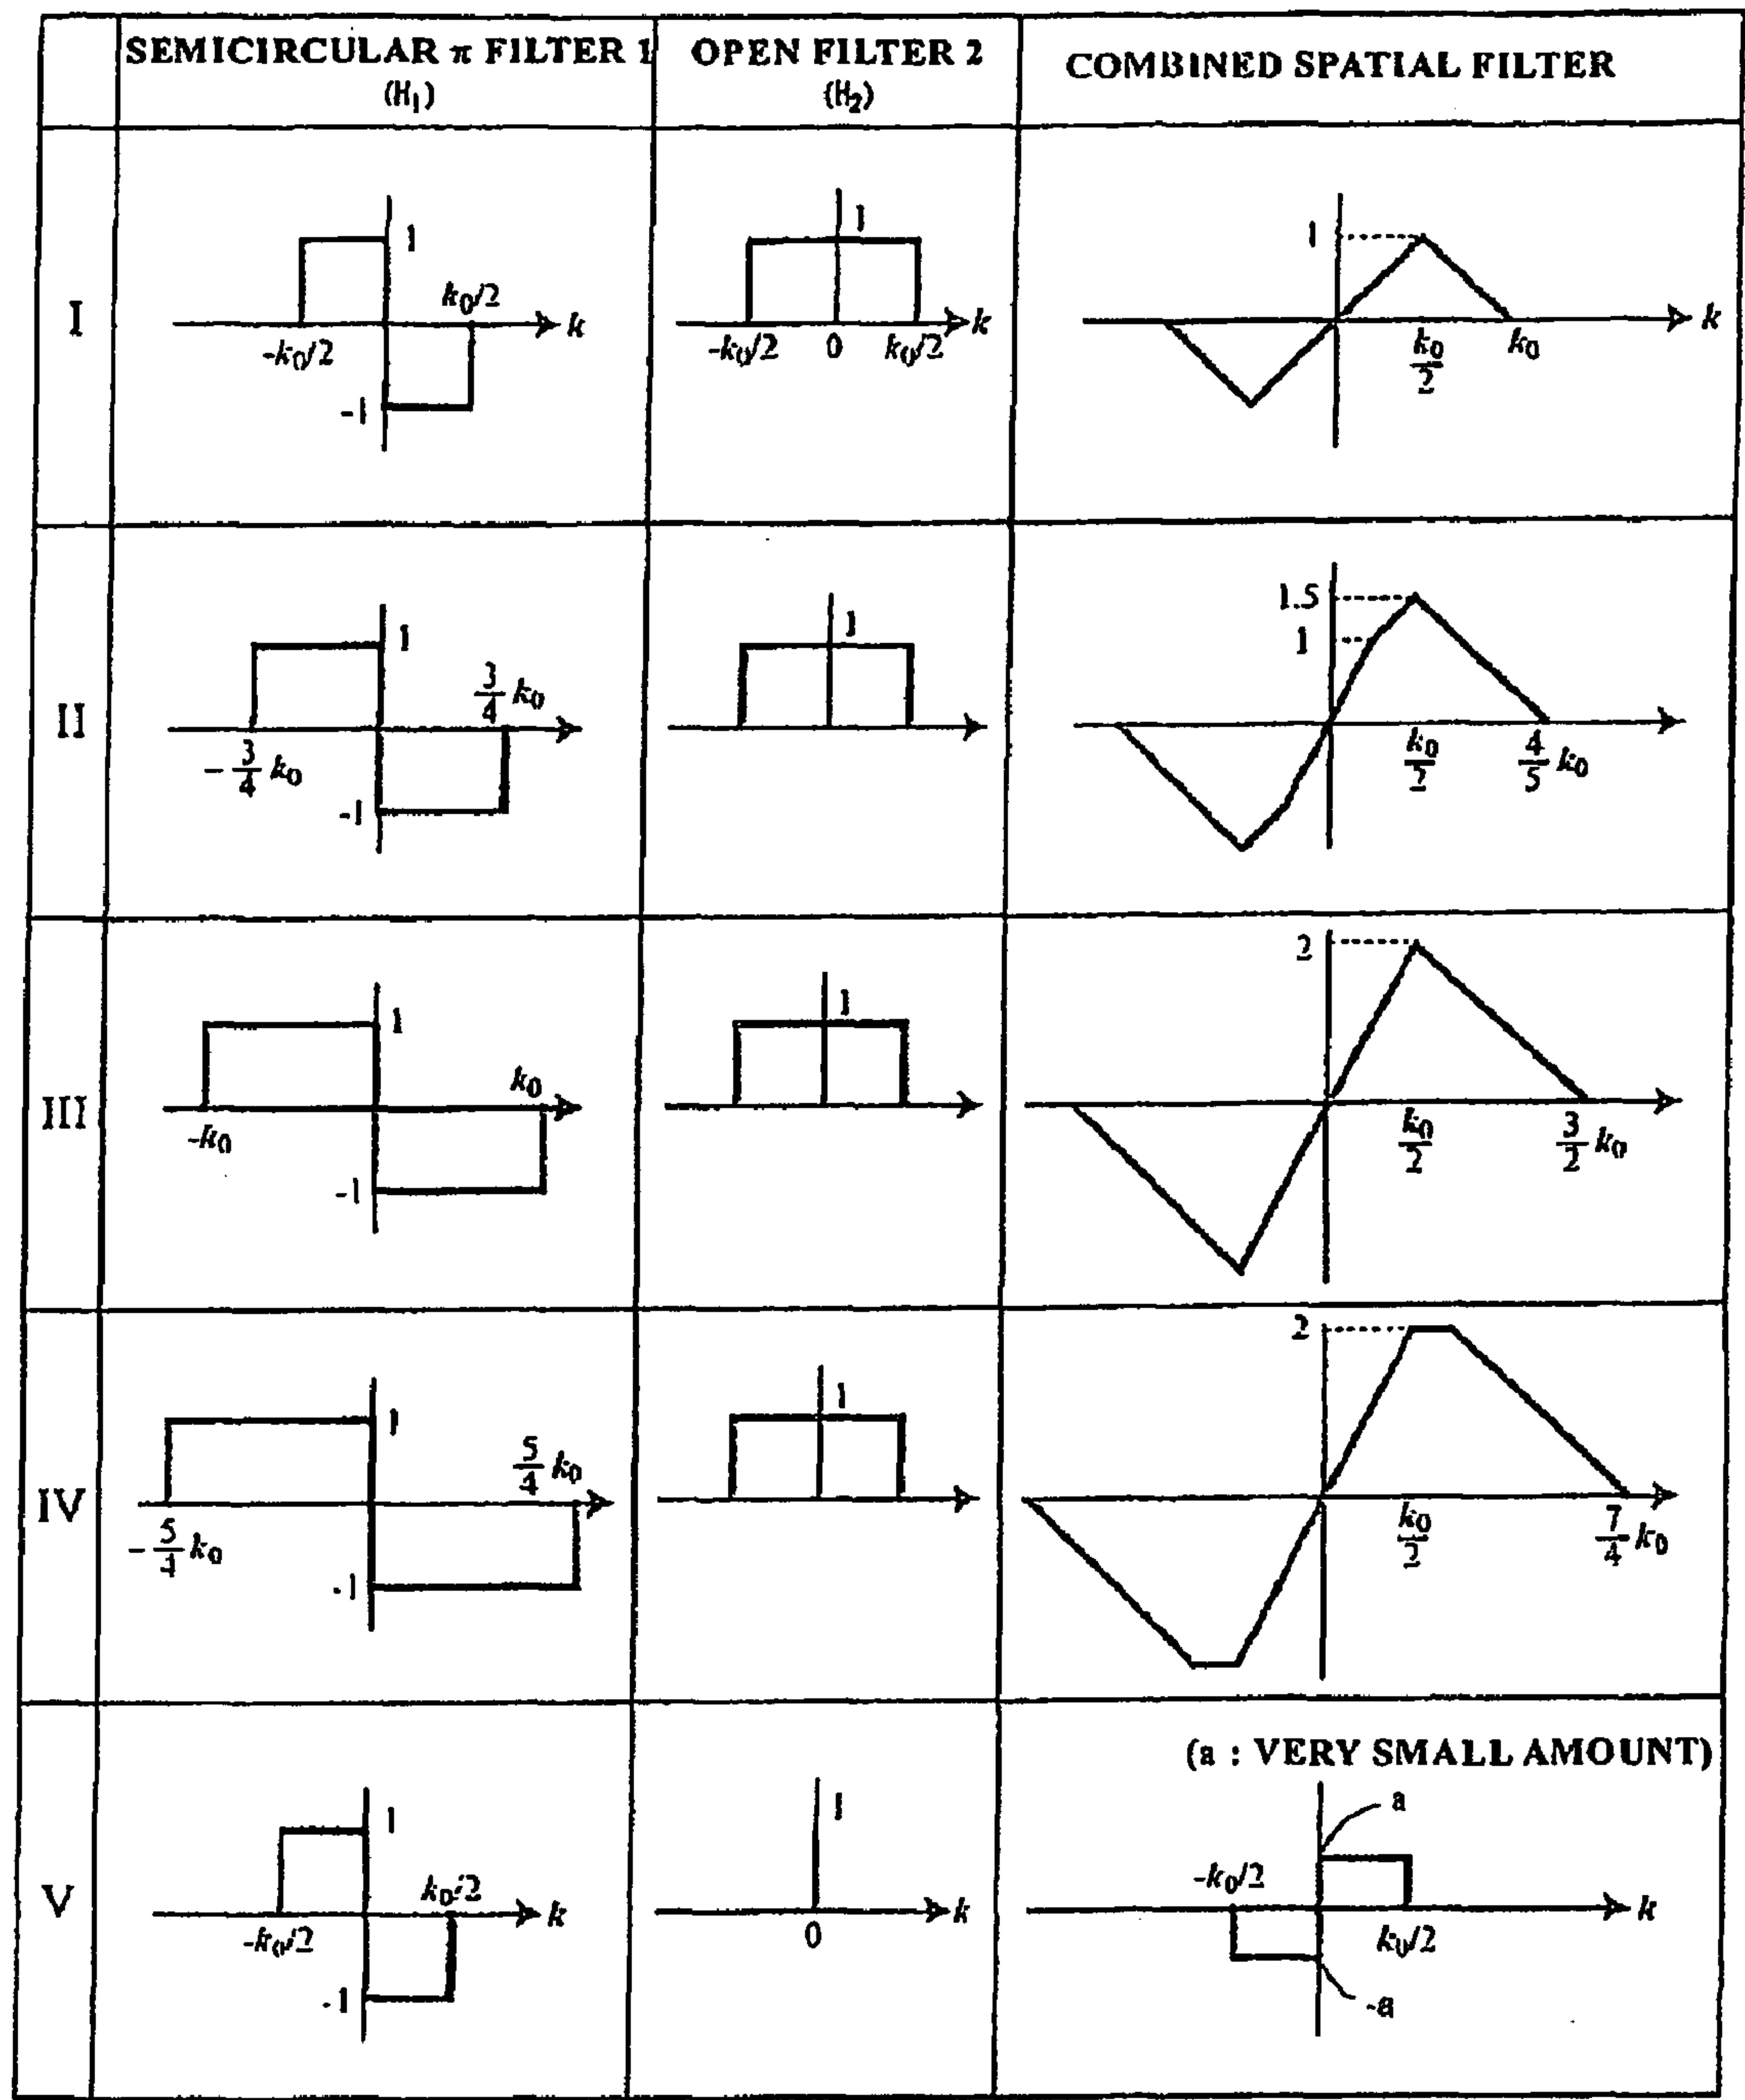 SEMICIRCULAR π FILTER 1
(H₁)
OPEN FILTER 2
(H₂)
COMBINED SPATIAL FILTER
I
1
k₀/2
k
-k₀/2
-1
1
k
-k₀/2
0
k₀/2
1
k
k₀/2
k₀
II
1
3/4 k₀
-3/4 k₀
-1
1
1.5
1
k₀/2
4/5 k₀
III
1
k₀
-k₀
-1
1
2
k₀/2
3/2 k₀
IV
1
5/4 k₀
-5/4 k₀
-1
1
2
k₀/2
7/4 k₀
V
1
k₀/2
k
-k₀/2
-1
1
k
0
(a : VERY SMALL AMOUNT)
a
-k₀/2
k
k₀/2
-a